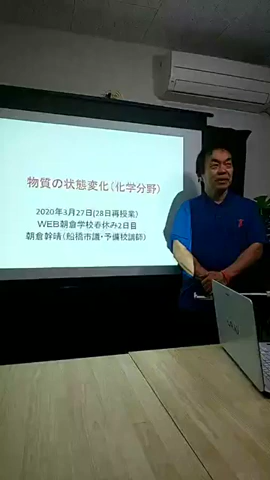 物質の状態変化（化学分野）
2020年3月27日(28日再授業)
WEB朝倉学校春休み2日目
朝倉幹晴（船橋市議・予備校講師）
VAIO